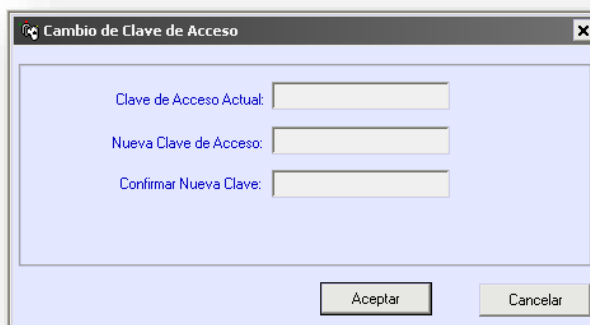 Cambio de Clave de Acceso
Clave de Acceso Actual:
Nueva Clave de Acceso:
Confirmar Nueva Clave:
Aceptar
Cancelar